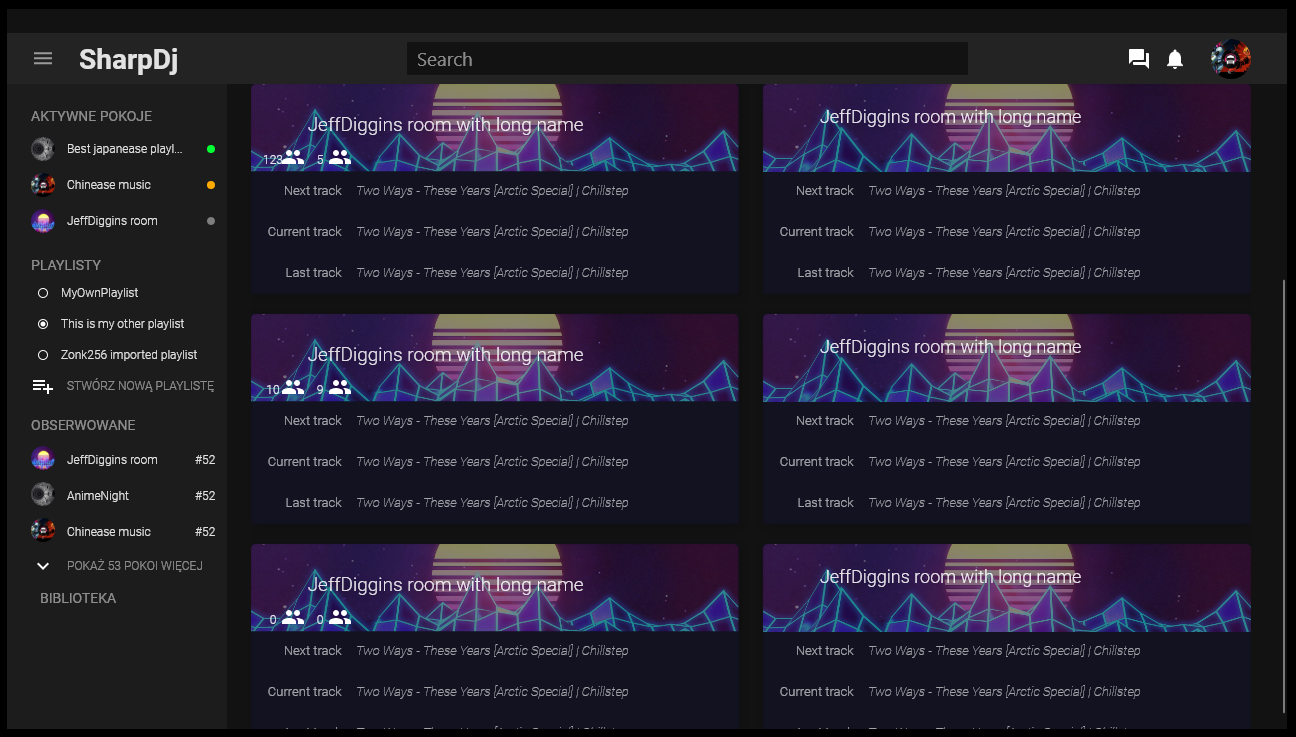 SharpDj
Search
AKTYWNE POKOJE
Best japanease playl...
Chinease music
JeffDiggins room
PLAYLISTY
MyOwnPlaylist
This is my other playlist
Zonk256 imported playlist
STWÓRZ NOWĄ PLAYLISTĘ
OBSERWOWANE
JeffDiggins room #52
AnimeNight #52
Chinease music #52
POKAŻ 53 POKOI WIĘCEJ
BIBLIOTEKA
JeffDiggins room with long name
123 5
Next track Two Ways - These Years [Arctic Special] | Chillstep
Current track Two Ways - These Years [Arctic Special] | Chillstep
Last track Two Ways - These Years [Arctic Special] | Chillstep
JeffDiggins room with long name
Next track Two Ways - These Years [Arctic Special] | Chillstep
Current track Two Ways - These Years [Arctic Special] | Chillstep
Last track Two Ways - These Years [Arctic Special] | Chillstep
JeffDiggins room with long name
10 9
Next track Two Ways - These Years [Arctic Special] | Chillstep
Current track Two Ways - These Years [Arctic Special] | Chillstep
Last track Two Ways - These Years [Arctic Special] | Chillstep
JeffDiggins room with long name
Next track Two Ways - These Years [Arctic Special] | Chillstep
Current track Two Ways - These Years [Arctic Special] | Chillstep
Last track Two Ways - These Years [Arctic Special] | Chillstep
JeffDiggins room with long name
0 0
Next track Two Ways - These Years [Arctic Special] | Chillstep
Current track Two Ways - These Years [Arctic Special] | Chillstep
JeffDiggins room with long name
Next track Two Ways - These Years [Arctic Special] | Chillstep
Current track Two Ways - These Years [Arctic Special] | Chillstep